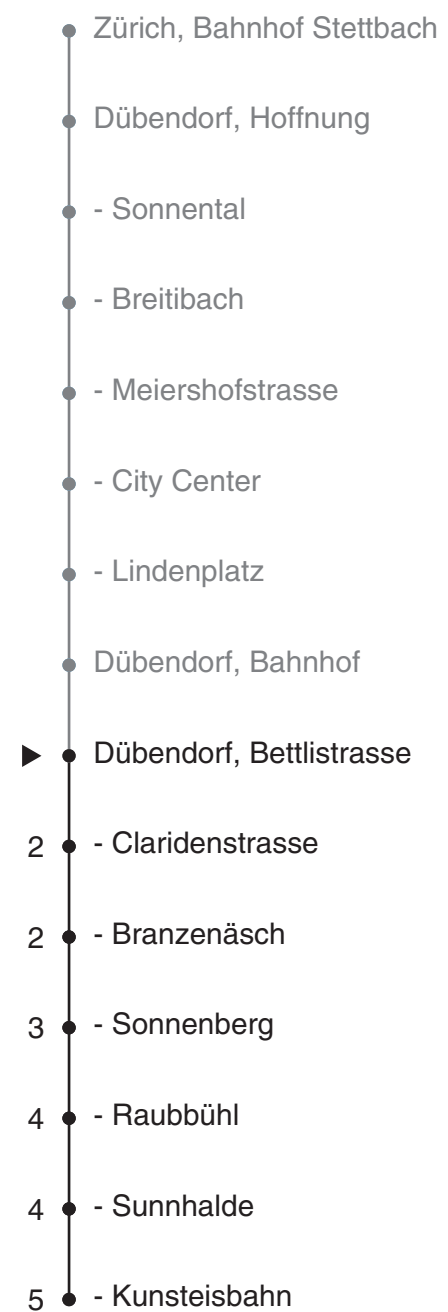 Zürich, Bahnhof Stettbach
Dübendorf, Hoffnung
- Sonnental
- Breitibach
- Meiershofstrasse
- City Center
- Lindenplatz
Dübendorf, Bahnhof
Dübendorf, Bettlistrasse
2 - Claridenstrasse
2 - Branzenäsch
3 - Sonnenberg
4 - Raubbühl
4 - Sunnhalde
5 - Kunsteisbahn